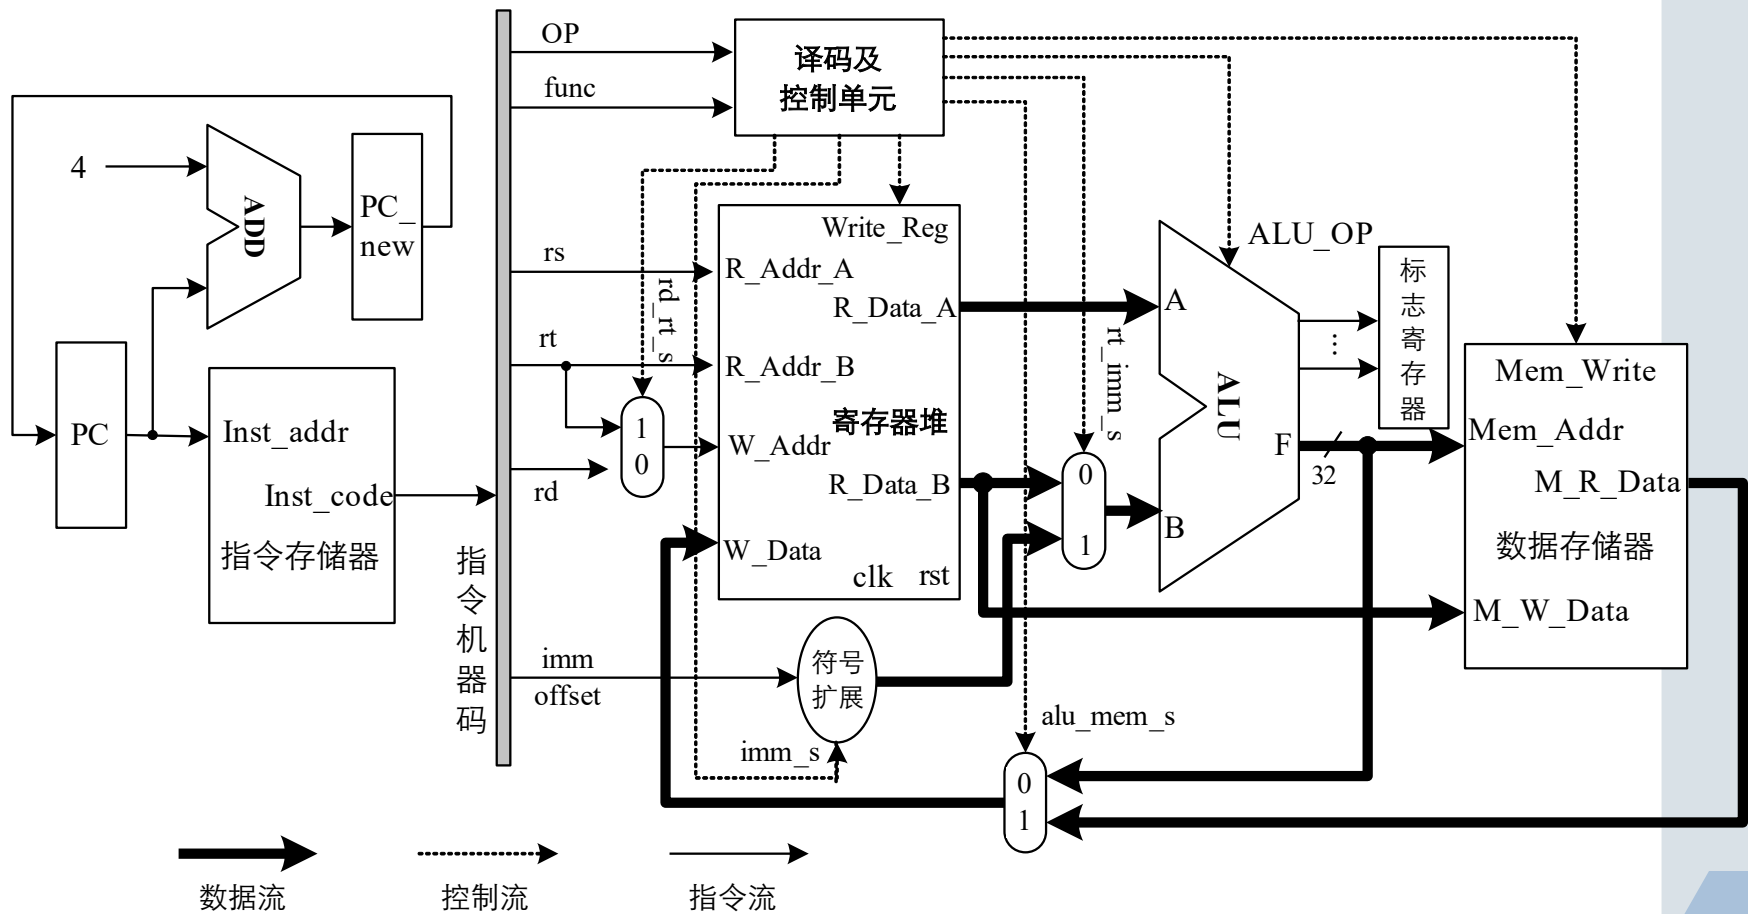 OP
func
译码及
控制单元
4
ADD
PC_
new
PC
Inst_addr
Inst_code
指令存储器
指令机器码
rs
rt
rd
imm
offset
rd_rt_s
1
0
Write_Reg
R_Addr_A
R_Data_A
R_Addr_B
寄存器堆
W_Addr
R_Data_B
W_Data
clk rst
符号
扩展
imm_s
rt_imm_s
0
1
alu_mem_s
0
1
A
B
ALU
F
ALU_OP
32
...
标志寄存器
Mem_Write
Mem_Addr
M_R_Data
数据存储器
M_W_Data
数据流
控制流
指令流